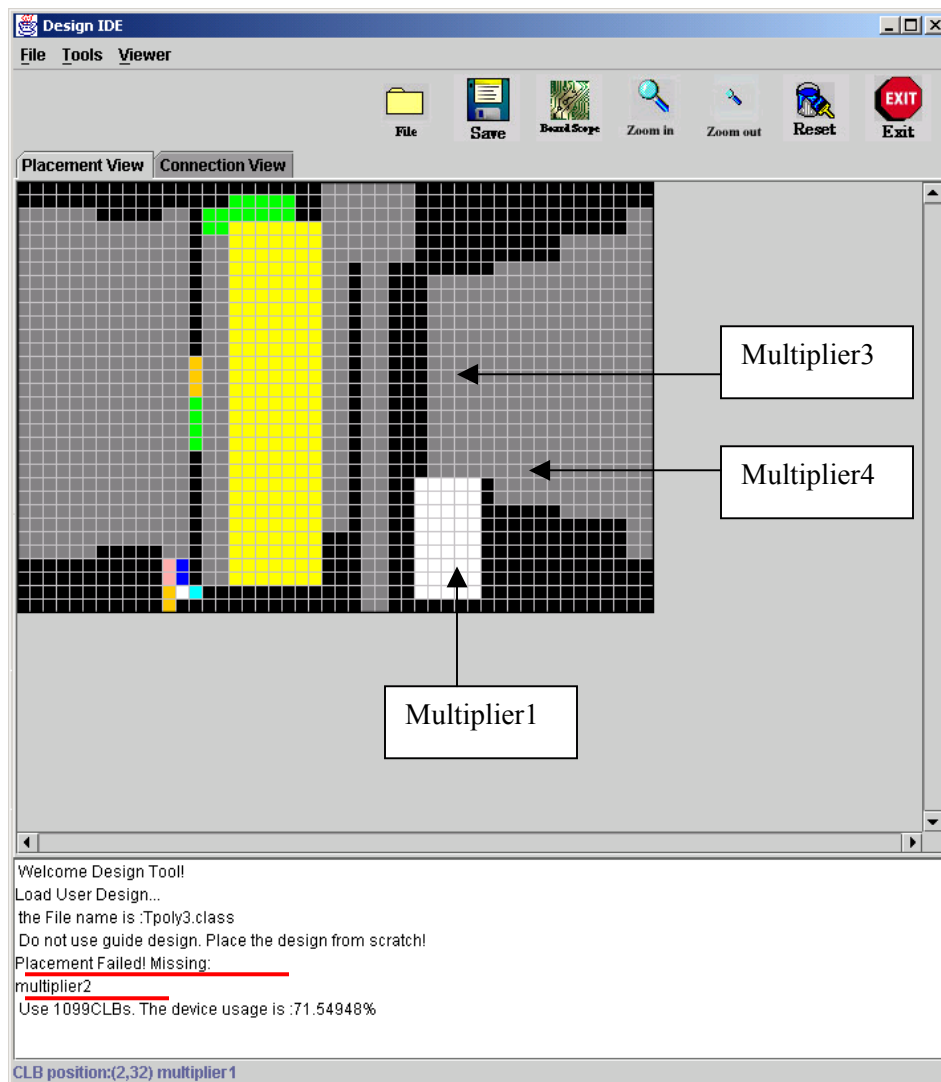 Design IDE
File Tools Viewer
File Save BoardScope Zoom in Zoom out Reset EXIT Exit
Placement View Connection View
Multiplier3
Multiplier4
Multiplier1
Welcome Design Tool!
Load User Design...
the File name is :Tpoly3.class
Do not use guide design. Place the design from scratch!
Placement Failed! Missing:
multiplier2
Use 1099CLBs. The device usage is :71.54948%
CLB position:(2,32) multiplier1